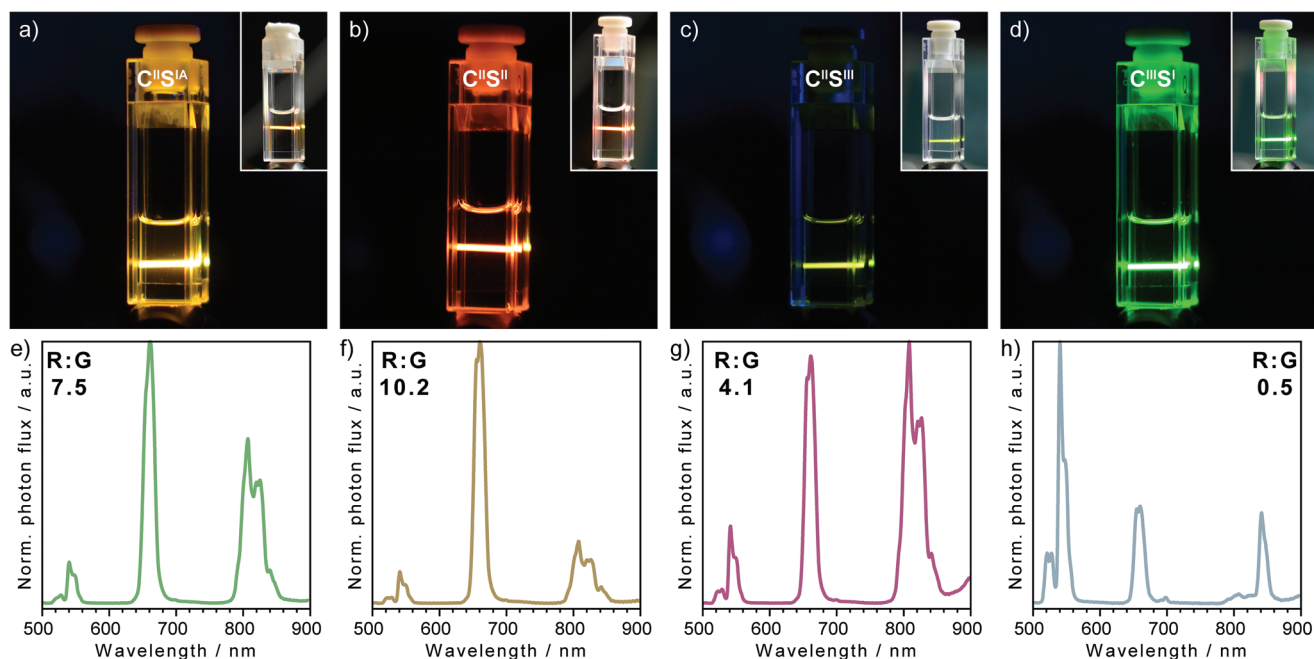 a)
CᴵᴵSᴵᴬ
b)
CᴵᴵSᴵᴵ
c)
CᴵᴵSᴵᴵᴵ
d)
CᴵᴵᴵSᴵ
e)
R:G
7.5
Norm. photon flux / a.u.
500 600 700 800 900
Wavelength / nm
f)
R:G
10.2
Norm. photon flux / a.u.
500 600 700 800 900
Wavelength / nm
g)
R:G
4.1
Norm. photon flux / a.u.
500 600 700 800 900
Wavelength / nm
h)
R:G
0.5
Norm. photon flux / a.u.
500 600 700 800 900
Wavelength / nm